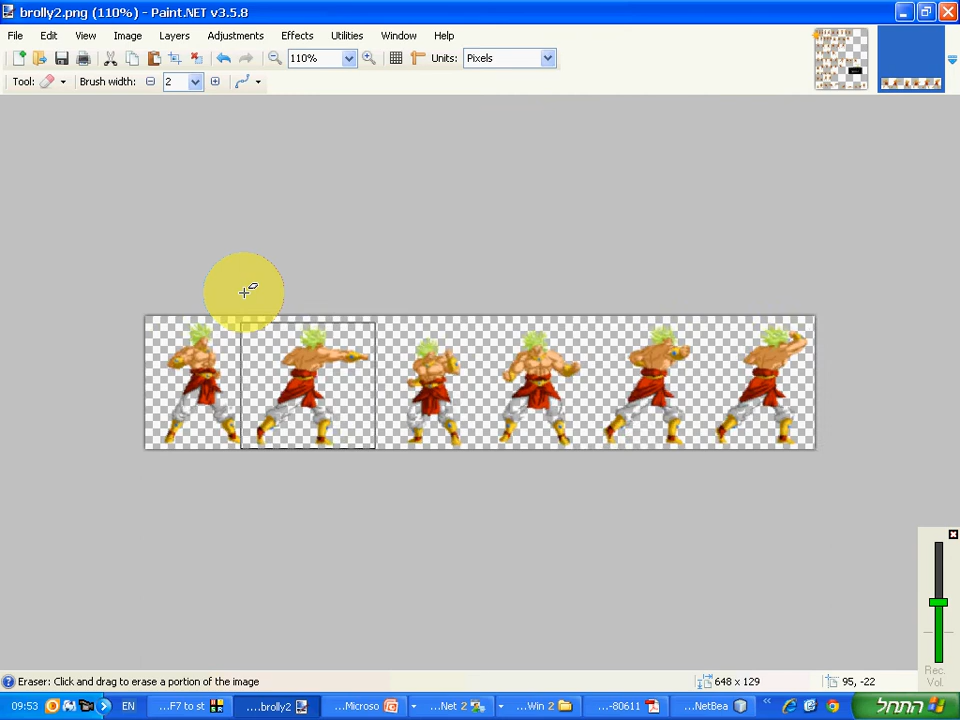 brolly2.png (110%) - Paint.NET v3.5.8
File Edit View Image Layers Adjustments Effects Utilities Window Help
110% Units: Pixels
Tool: Brush width: 2
Rec.
Vol.
Eraser: Click and drag to erase a portion of the image 648 x 129 95, -22
09:53 EN ...F7 to st ....brolly2 ...Microso ...Net 2 ...Win 2 ...-80611 ...NetBea « התחל